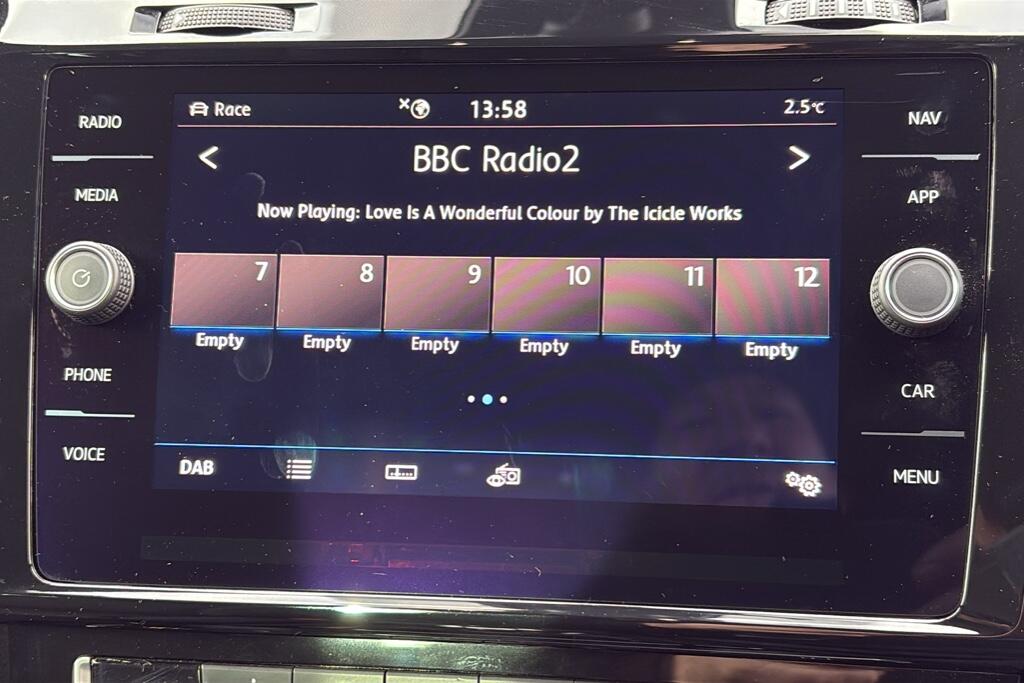 RADIO
MEDIA
PHONE
VOICE
Race
13:58
2.5°C
BBC Radio2
Now Playing: Love Is A Wonderful Colour by The Icicle Works
7 8 9 10 11 12
Empty Empty Empty Empty Empty Empty
DAB
NAV
APP
CAR
MENU